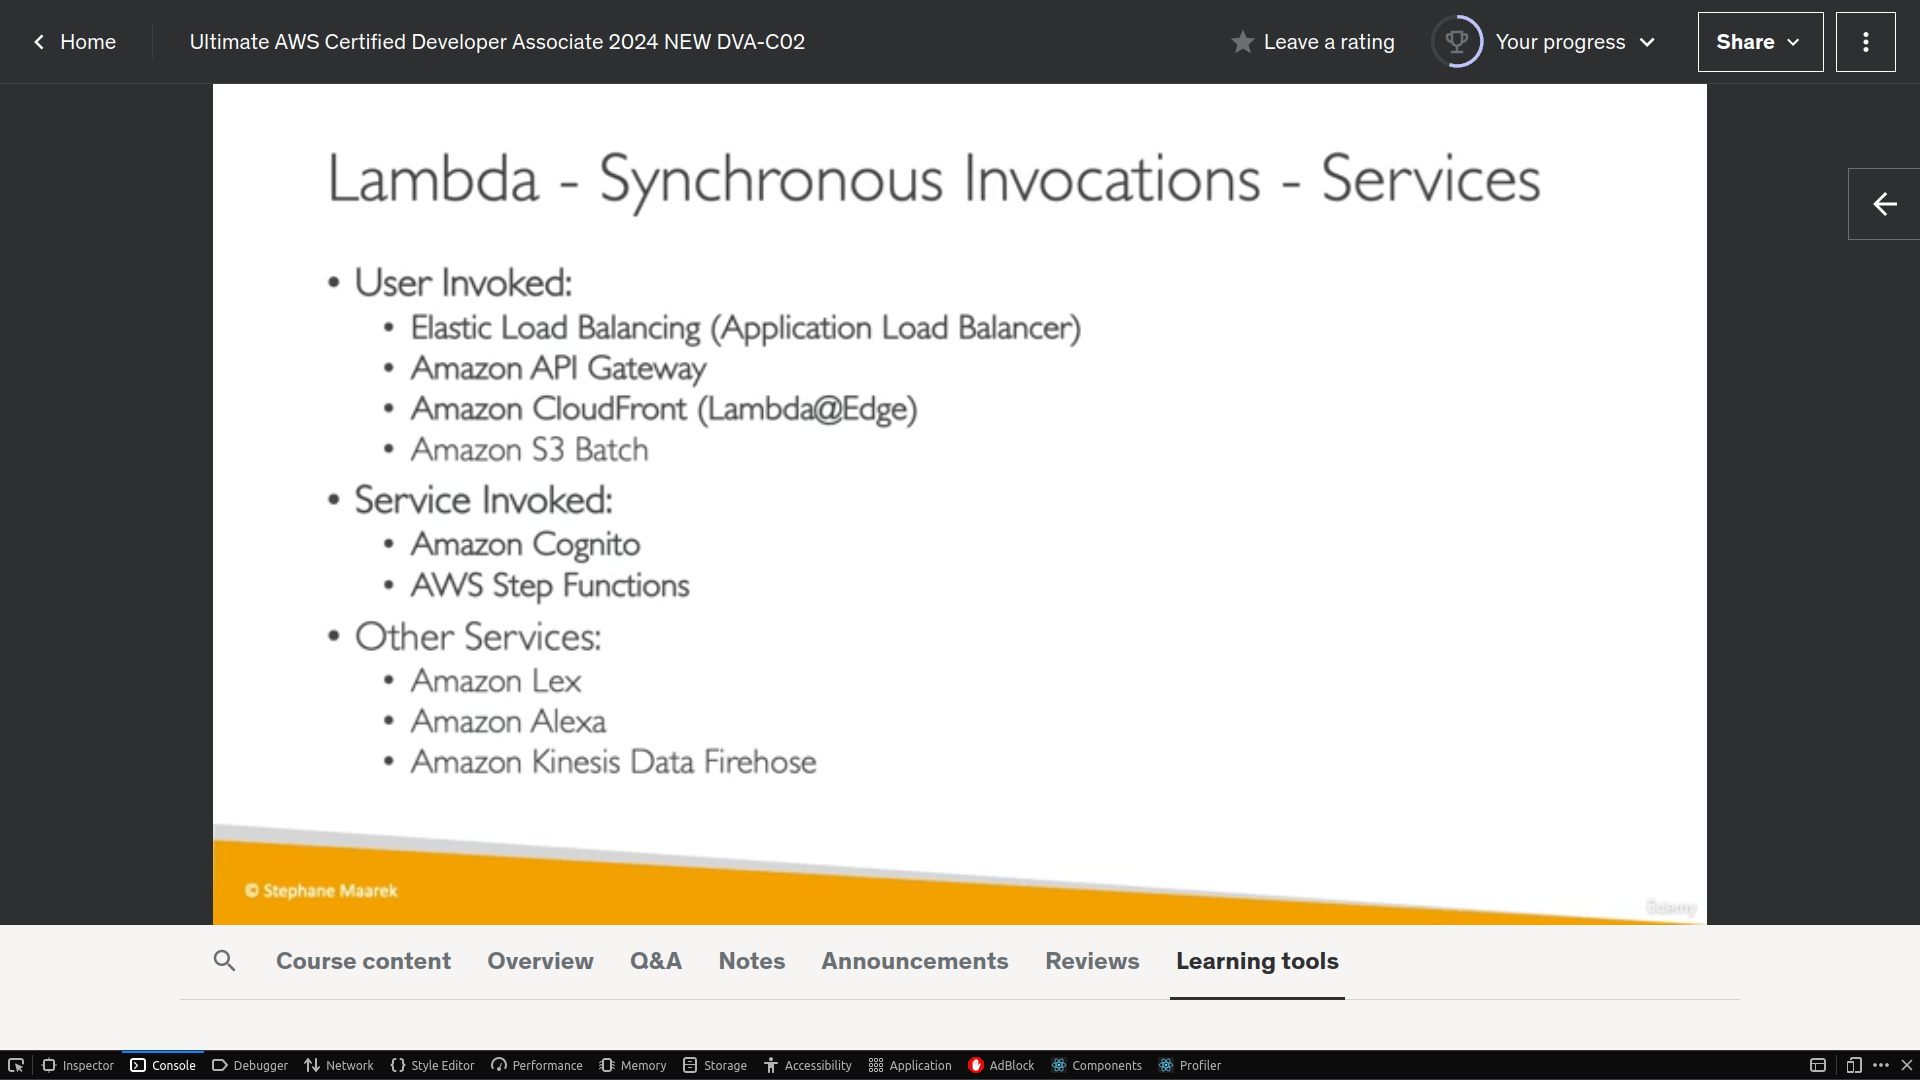 Home
Ultimate AWS Certified Developer Associate 2024 NEW DVA-C02
Leave a rating
Your progress
Share
Lambda - Synchronous Invocations - Services
• User Invoked:
• Elastic Load Balancing (Application Load Balancer)
• Amazon API Gateway
• Amazon CloudFront (Lambda@Edge)
• Amazon S3 Batch
• Service Invoked:
• Amazon Cognito
• AWS Step Functions
• Other Services:
• Amazon Lex
• Amazon Alexa
• Amazon Kinesis Data Firehose
© Stephane Maarek
ûdemy
Course content
Overview
Q&A
Notes
Announcements
Reviews
Learning tools
Inspector
Console
Debugger
Network
Style Editor
Performance
Memory
Storage
Accessibility
Application
AdBlock
Components
Profiler